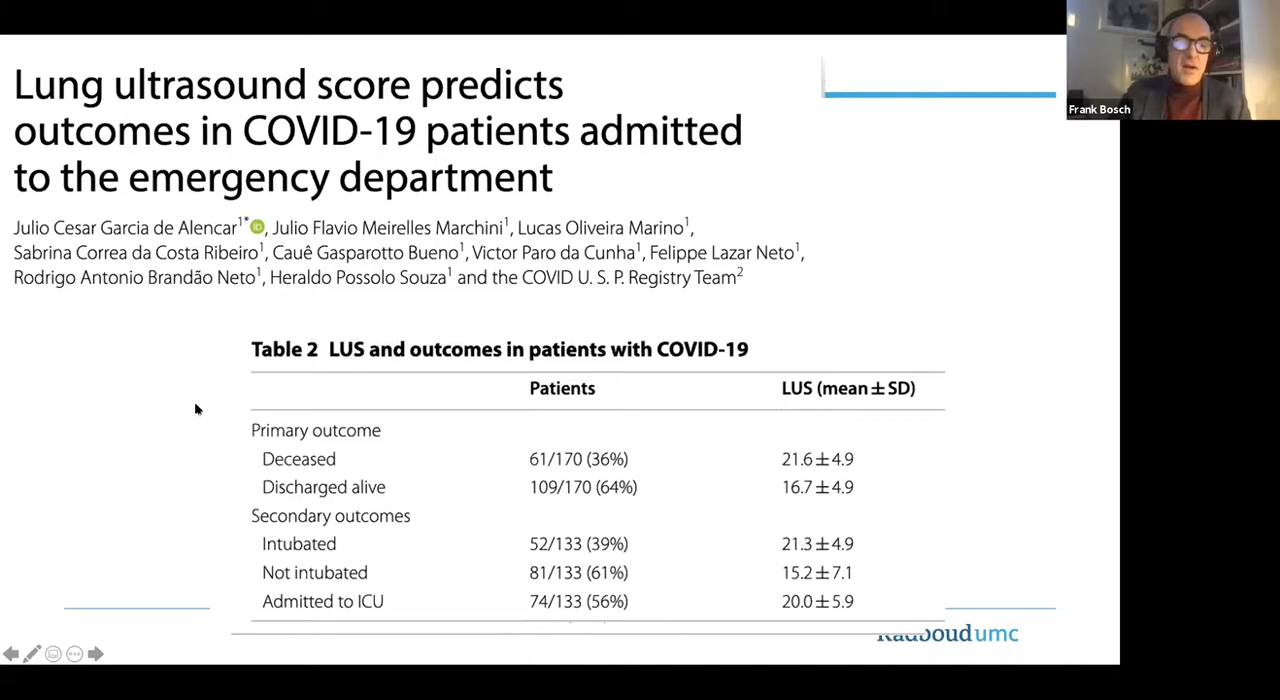 Lung ultrasound score predicts
outcomes in COVID-19 patients admitted
to the emergency department
Julio Cesar Garcia de Alencar1* iD, Julio Flavio Meirelles Marchini1, Lucas Oliveira Marino1,
Sabrina Correa da Costa Ribeiro1, Cauê Gasparotto Bueno1, Victor Paro da Cunha1, Felippe Lazar Neto1,
Rodrigo Antonio Brandão Neto1, Heraldo Possolo Souza1 and the COVID U. S. P. Registry Team2
Table 2 LUS and outcomes in patients with COVID-19
Patients LUS (mean ± SD)
Primary outcome
Deceased 61/170 (36%) 21.6 ± 4.9
Discharged alive 109/170 (64%) 16.7 ± 4.9
Secondary outcomes
Intubated 52/133 (39%) 21.3 ± 4.9
Not intubated 81/133 (61%) 15.2 ± 7.1
Admitted to ICU 74/133 (56%) 20.0 ± 5.9
Radboudumc
Frank Bosch